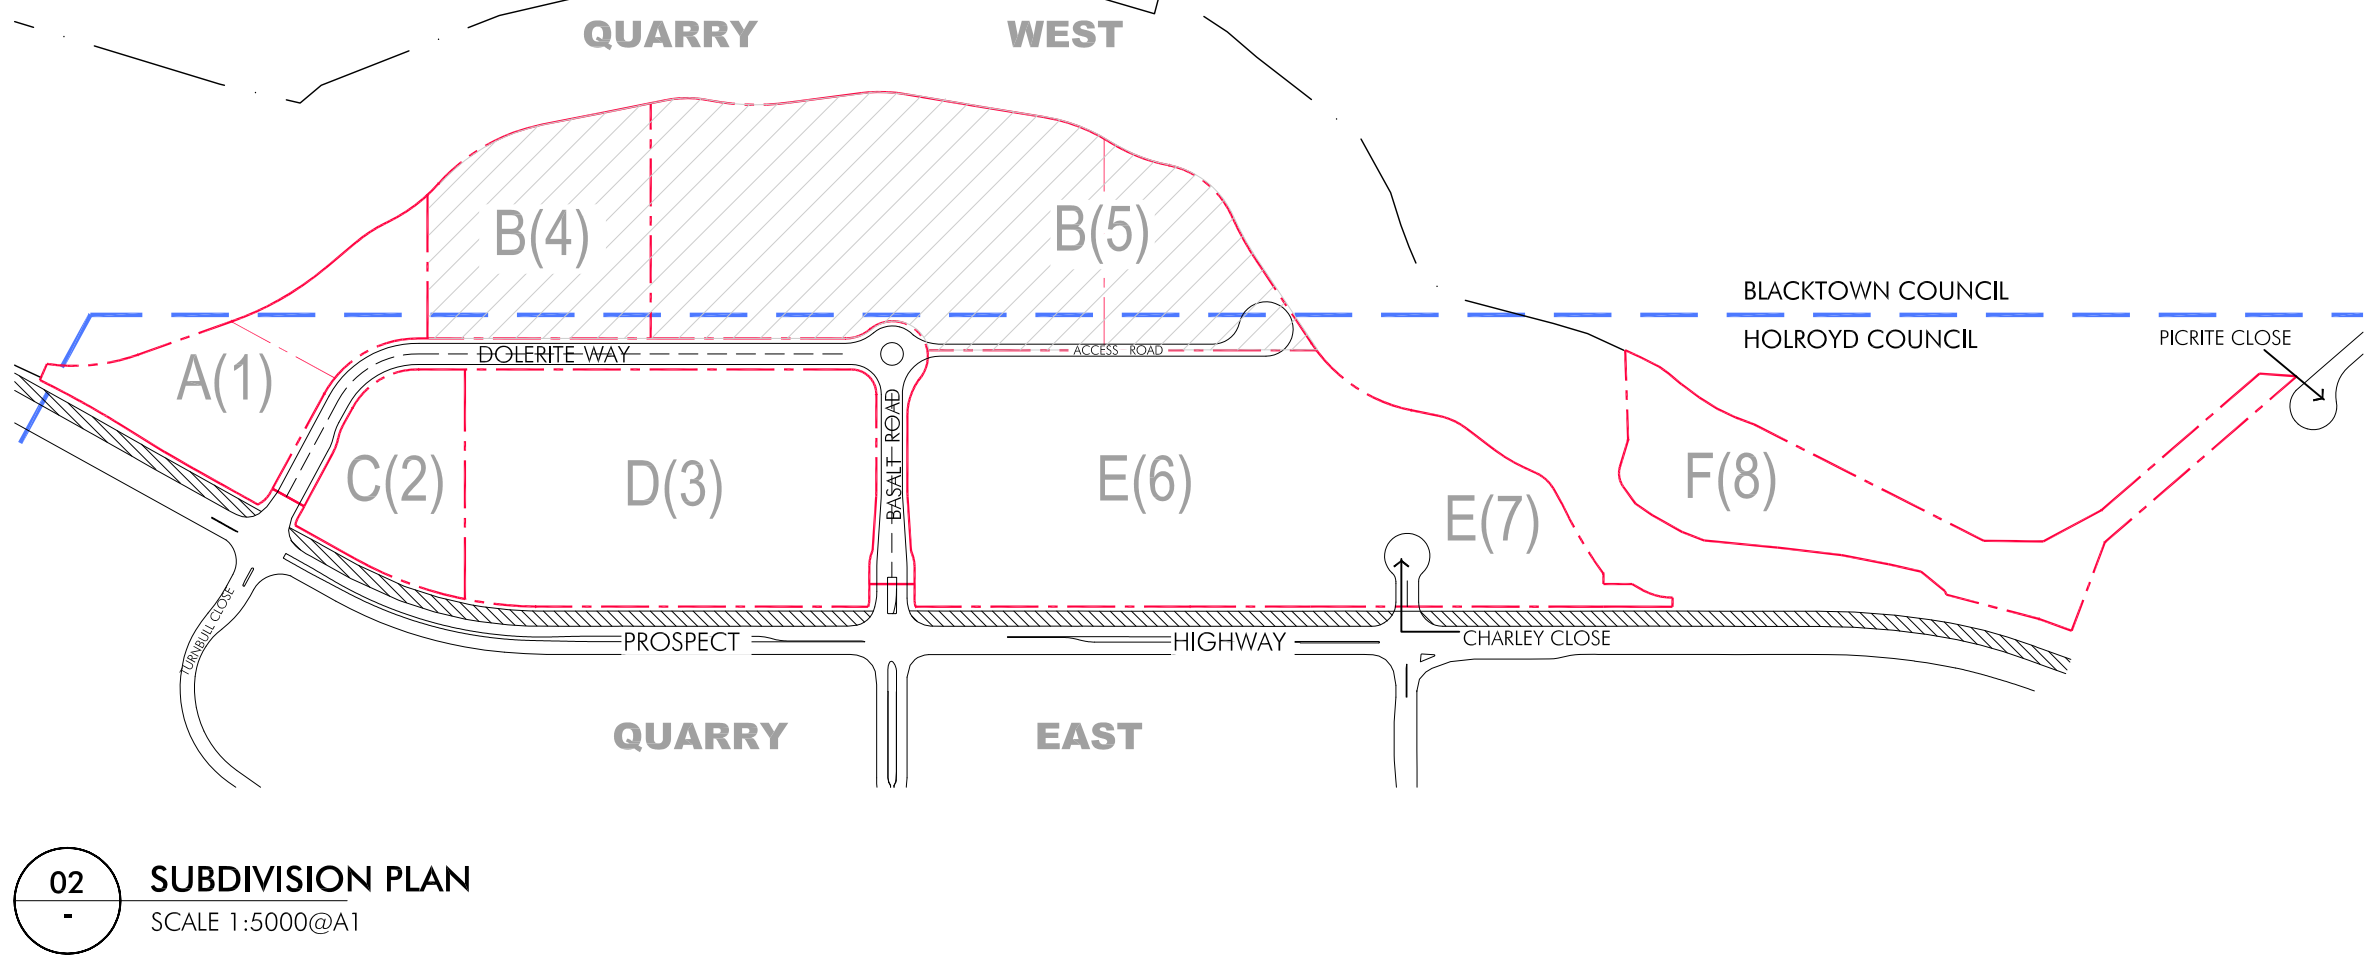 QUARRY WEST
B(4)
B(5)
BLACKTOWN COUNCIL
HOLROYD COUNCIL
PICRITE CLOSE
DOLERITE WAY
ACCESS ROAD
A(1)
BASALT ROAD
C(2)
D(3)
E(6)
E(7)
F(8)
TURNBULL CLOSE
PROSPECT HIGHWAY
CHARLEY CLOSE
QUARRY EAST
02
-
SUBDIVISION PLAN
SCALE 1:5000@A1